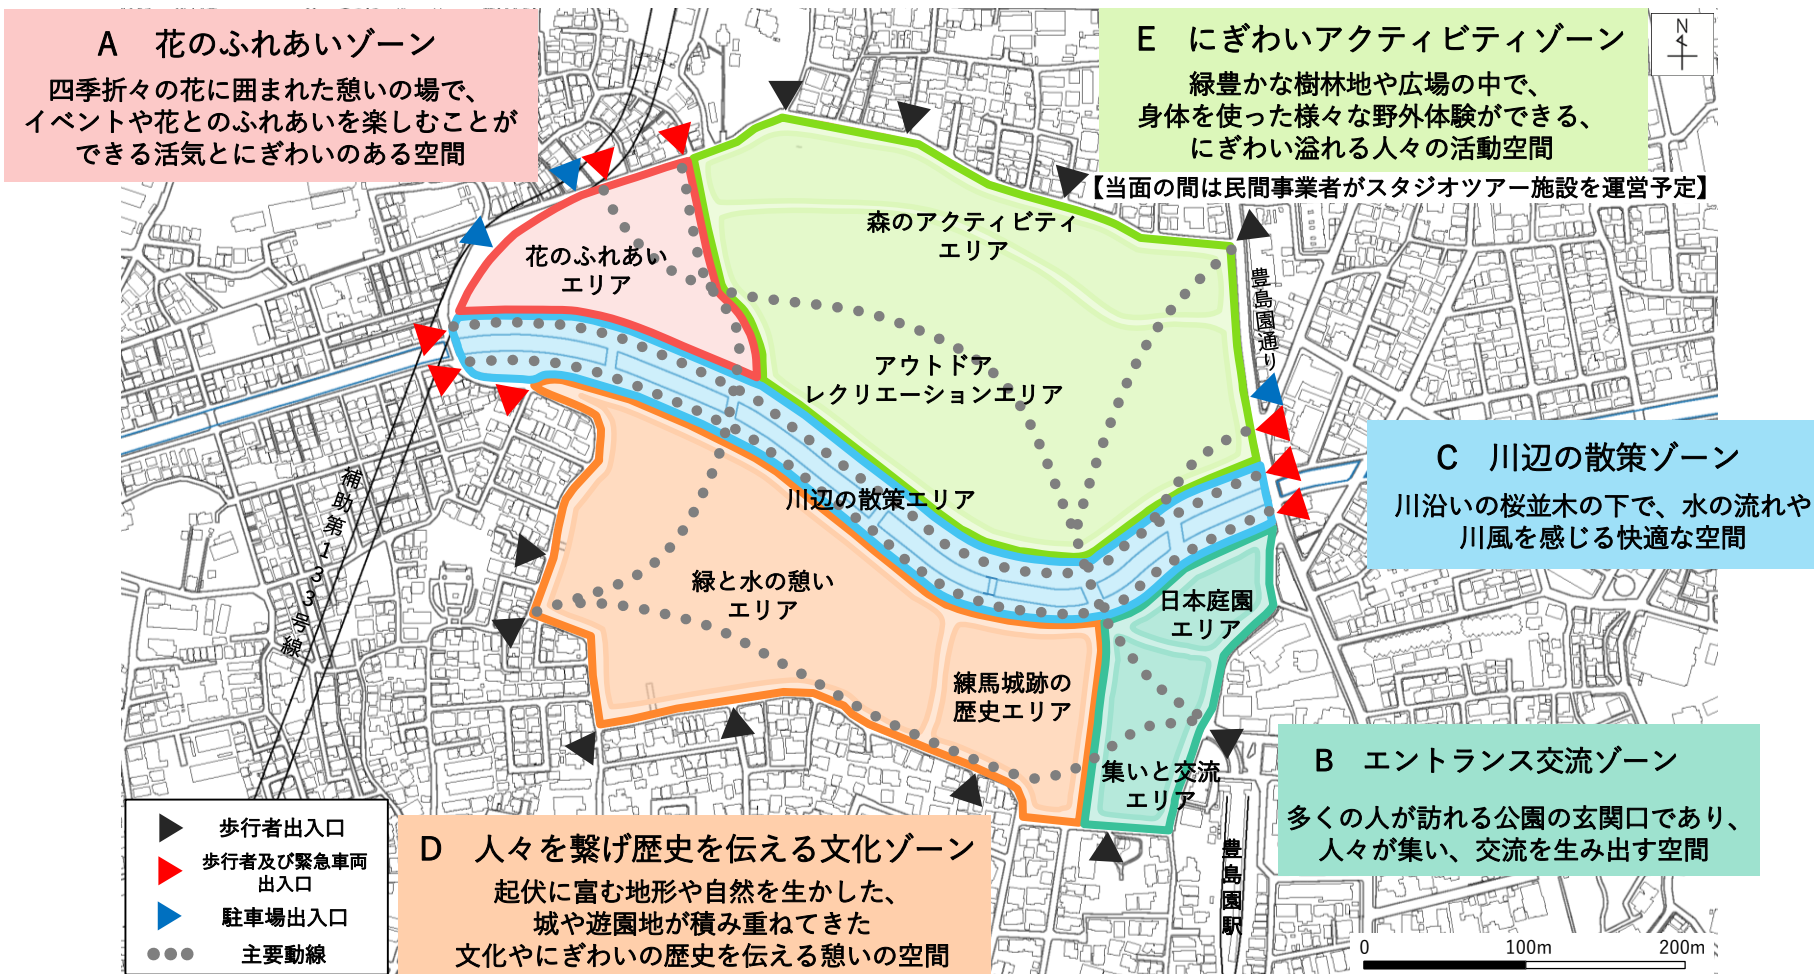 A 花のふれあいゾーン
四季折々の花に囲まれた憩いの場で、
イベントや花とのふれあいを楽しむことが
できる活気とにぎわいのある空間
E にぎわいアクティビティゾーン
緑豊かな樹林地や広場の中で、
身体を使った様々な野外体験ができる、
にぎわい溢れる人々の活動空間
【当面の間は民間事業者がスタジオツアー施設を運営予定】
N
森のアクティビティ
エリア
花のふれあい
エリア
豊島園通り
アウトドア
レクリエーションエリア
C 川辺の散策ゾーン
川沿いの桜並木の下で、水の流れや
川風を感じる快適な空間
川辺の散策エリア
補助第133号線
緑と水の憩い
エリア
日本庭園
エリア
練馬城跡の
歴史エリア
集いと交流
エリア
B エントランス交流ゾーン
多くの人が訪れる公園の玄関口であり、
人々が集い、交流を生み出す空間
豊島園駅
歩行者出入口
歩行者及び緊急車両
出入口
駐車場出入口
主要動線
D 人々を繋げ歴史を伝える文化ゾーン
起伏に富む地形や自然を生かした、
城や遊園地が積み重ねてきた
文化やにぎわいの歴史を伝える憩いの空間
0 100m 200m